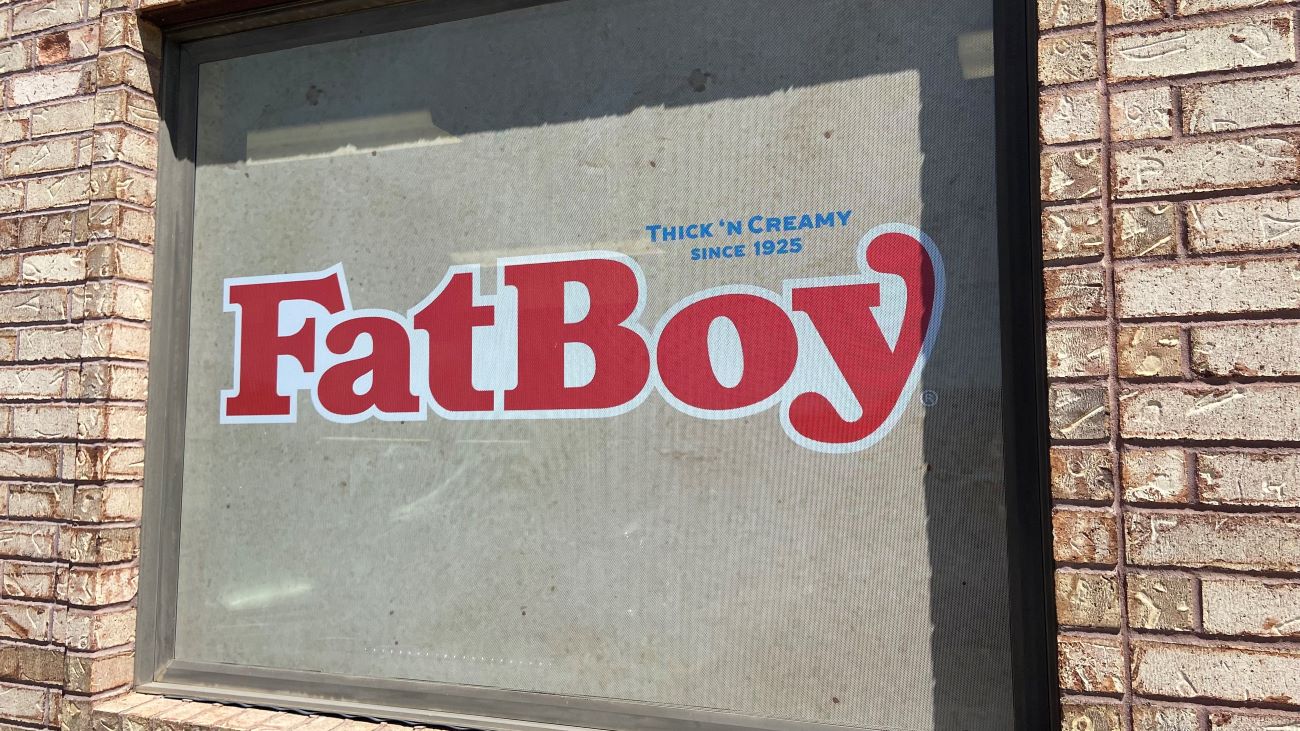 THICK 'N CREAMY
SINCE 1925
FatBoy
®